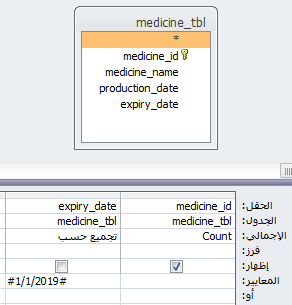 medicine_tbl
*
medicine_id
medicine_name
production_date
expiry_date
الحقل: medicine_id expiry_date
الجدول: medicine_tbl medicine_tbl
الإجمالي: Count تجميع حسب
فرز:
إظهار:
المعايير: #1/1/2019#
أو: